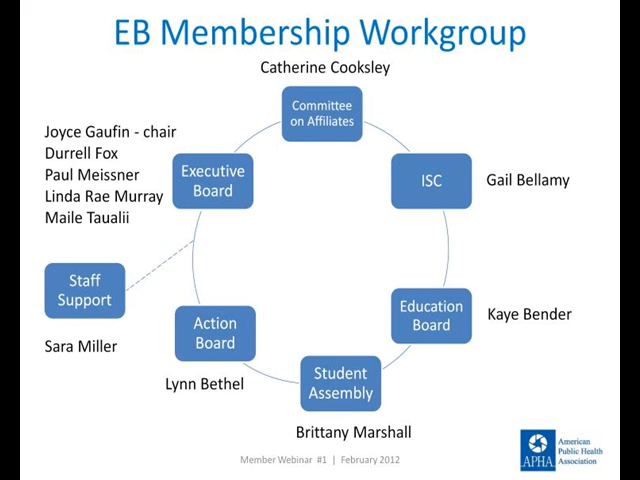 EB Membership Workgroup
Catherine Cooksley
Committee
on Affiliates
Joyce Gaufin - chair
Durrell Fox
Paul Meissner
Linda Rae Murray
Maile Taualii
Executive
Board
ISC
Gail Bellamy
Staff
Support
Sara Miller
Education
Board
Kaye Bender
Action
Board
Lynn Bethel
Student
Assembly
Brittany Marshall
Member Webinar #1 | February 2012
APHA
American
Public Health
Association